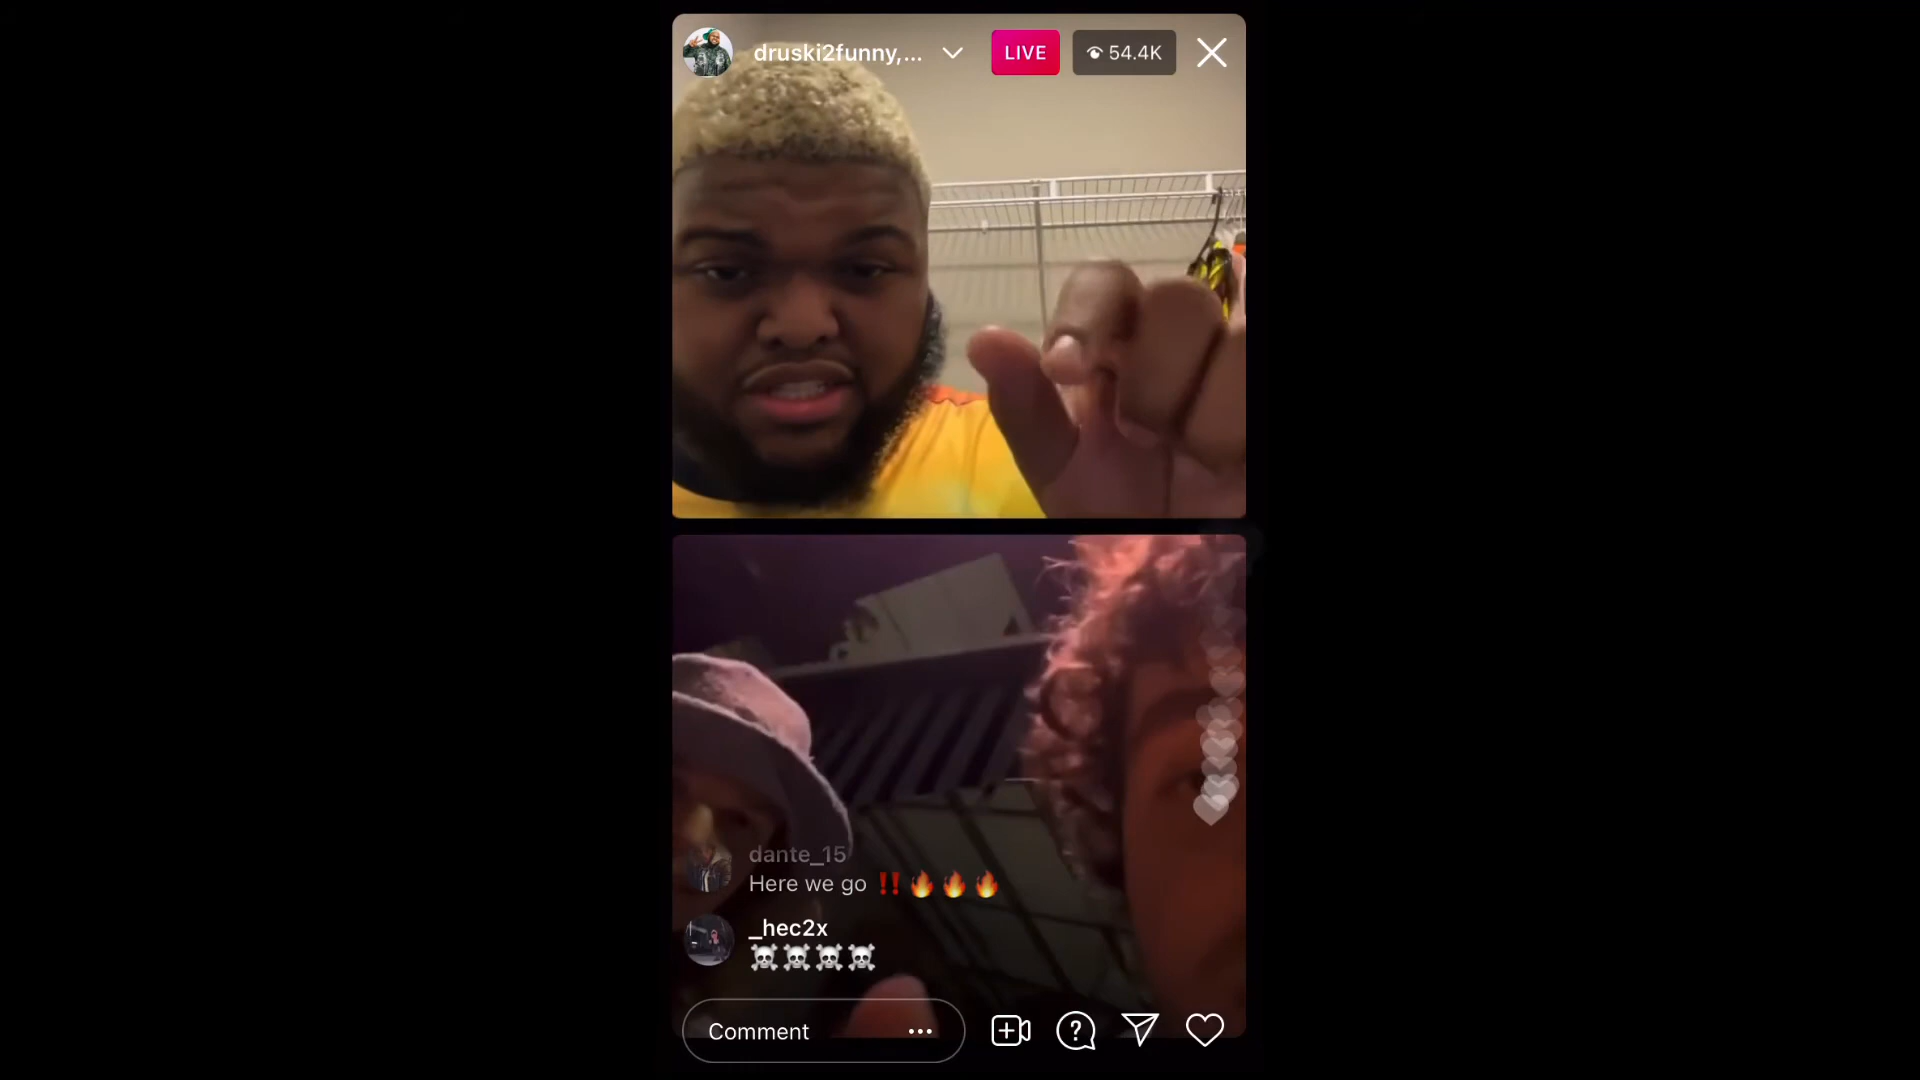 druski2funny,...
LIVE
54.4K
dante_15
Here we go ‼️🔥🔥🔥
_hec2x
☠️☠️☠️☠️
Comment